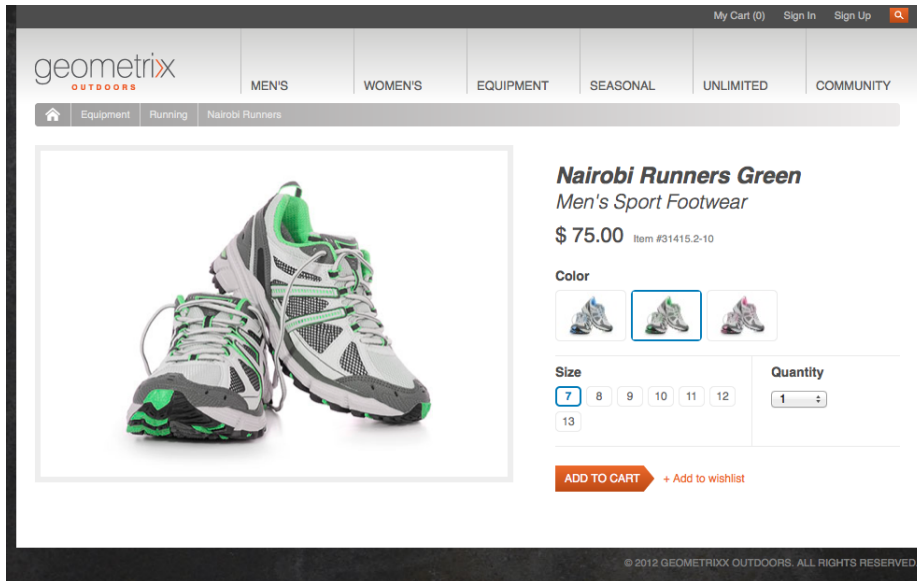 My Cart (0) Sign In Sign Up
geometrixx
OUTDOORS
MEN'S WOMEN'S EQUIPMENT SEASONAL UNLIMITED COMMUNITY
Equipment Running Nairobi Runners
Nairobi Runners Green
Men's Sport Footwear
$ 75.00 Item #31415.2-10
Color
Size
7 8 9 10 11 12
13
Quantity
1
ADD TO CART + Add to wishlist
© 2012 GEOMETRIXX OUTDOORS. ALL RIGHTS RESERVED